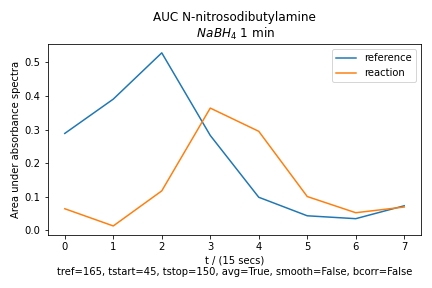 AUC N-nitrosodibutylamine
NaBH4 1 min
reference
reaction
Area under absorbance spectra
0.5
0.4
0.3
0.2
0.1
0.0
0 1 2 3 4 5 6 7
t / (15 secs)
tref=165, tstart=45, tstop=150, avg=True, smooth=False, bcorr=False